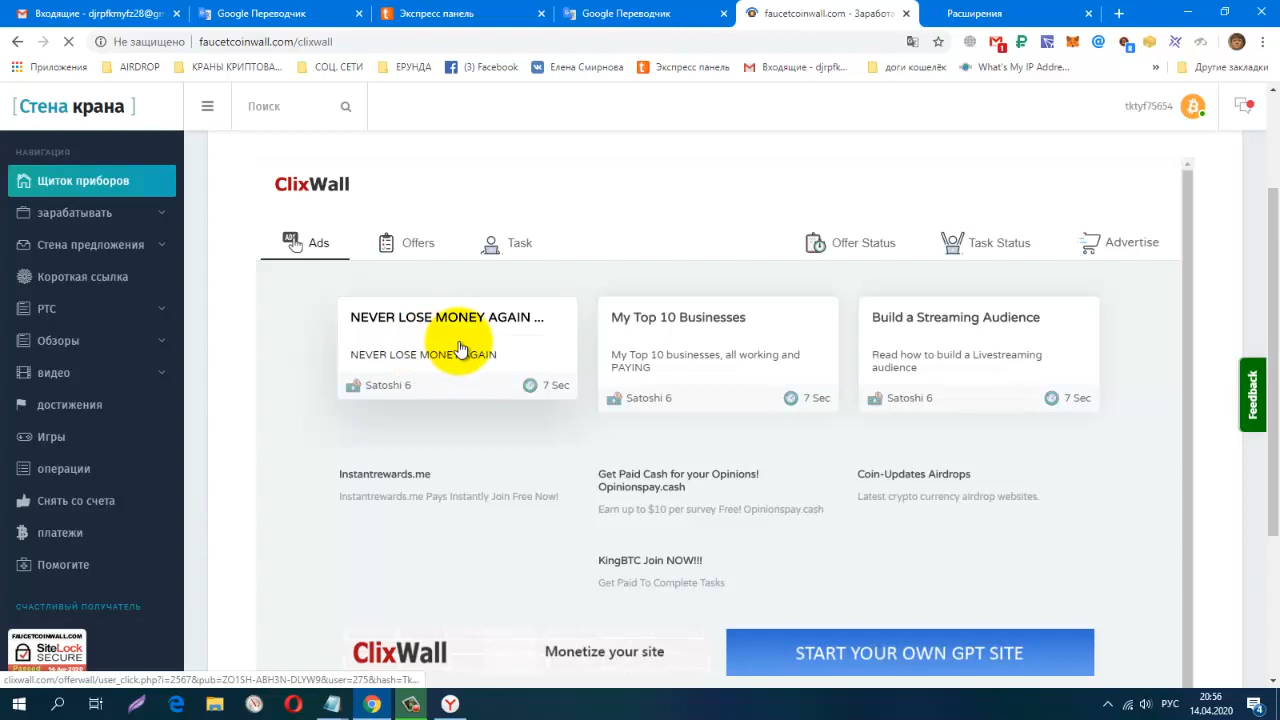 Входящие - djrpfkmyfz28@gm
Google Переводчик
Экспресс панель
Google Переводчик
faucetcoinwall.com - Заработа
Расширения
Не защищено | faucetcoinwall.com/clixwall
Приложения
AIRDROP
КРАНЫ КРИПТОВА...
СОЦ. СЕТИ
ЕРУНДА
(3) Facebook
Елена Смирнова
Экспресс панель
Входящие - djrpfk...
доги кошелёк
What's My IP Addre...
»
Другие закладки
[ Стена крана ]
Поиск
tktyf75654
НАВИГАЦИЯ
Щиток приборов
зарабатывать
Стена предложения
Короткая ссылка
PTC
Обзоры
видео
достижения
Игры
операции
Снять со счета
платежи
Помогите
СЧАСТЛИВЫЙ ПОЛУЧАТЕЛЬ
FAUCETCOINWALL.COM
SiteLock
SECURE
Passed 14-Apr-2020
ClixWall
Ads
Offers
Task
Offer Status
Task Status
Advertise
NEVER LOSE MONEY AGAIN ...
NEVER LOSE MONEY AGAIN
Satoshi 6
7 Sec
My Top 10 Businesses
My Top 10 businesses, all working and
PAYING
Satoshi 6
7 Sec
Build a Streaming Audience
Read how to build a Livestreaming
audience
Satoshi 6
7 Sec
Instantrewards.me
Instantrewards.me Pays Instantly Join Free Now!
Get Paid Cash for your Opinions!
Opinionspay.cash
Earn up to $10 per survey Free! Opinionspay.cash
Coin-Updates Airdrops
Latest crypto currency airdrop websites.
KingBTC Join NOW!!!
Get Paid To Complete Tasks
ClixWall
Monetize your site
START YOUR OWN GPT SITE
Feedback
clixwall.com/offerwall/user_click.php?i=2567&pub=ZO1SH-ABH3N-DLYW9&user=275&hash=Tk...
РУС
20:56
14.04.2020
4